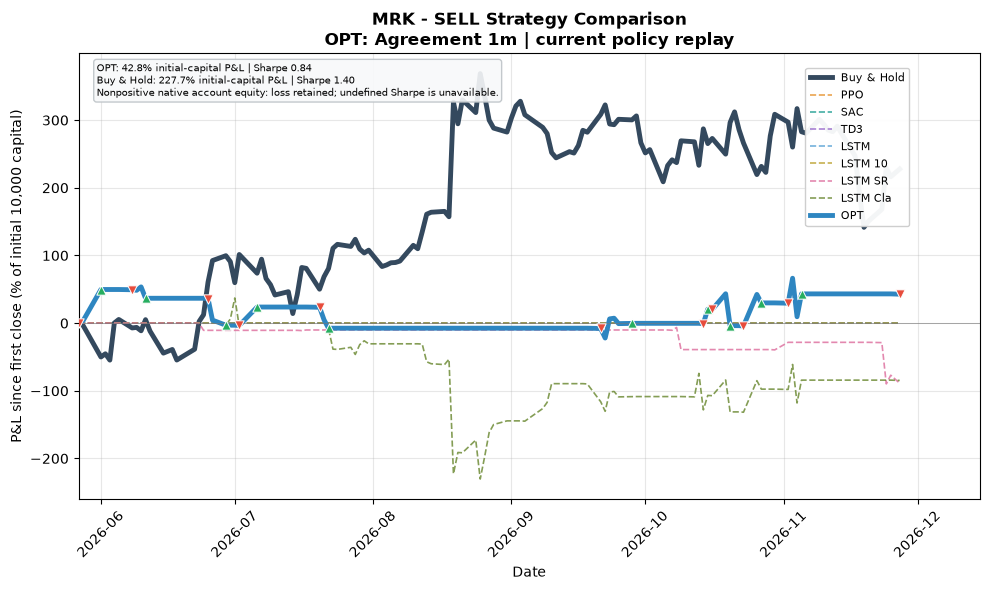 MRK - SELL Strategy Comparison
OPT: Agreement 1m | current policy replay
OPT: 42.8% initial-capital P&L | Sharpe 0.84
Buy & Hold: 227.7% initial-capital P&L | Sharpe 1.40
Nonpositive native account equity: loss retained; undefined Sharpe is unavailable.
Buy & Hold
PPO
SAC
TD3
LSTM
LSTM 10
LSTM SR
LSTM Cla
OPT
P&L since first close (% of initial 10,000 capital)
300
200
100
0
−100
−200
2026-06
2026-07
2026-08
2026-09
2026-10
2026-11
2026-12
Date